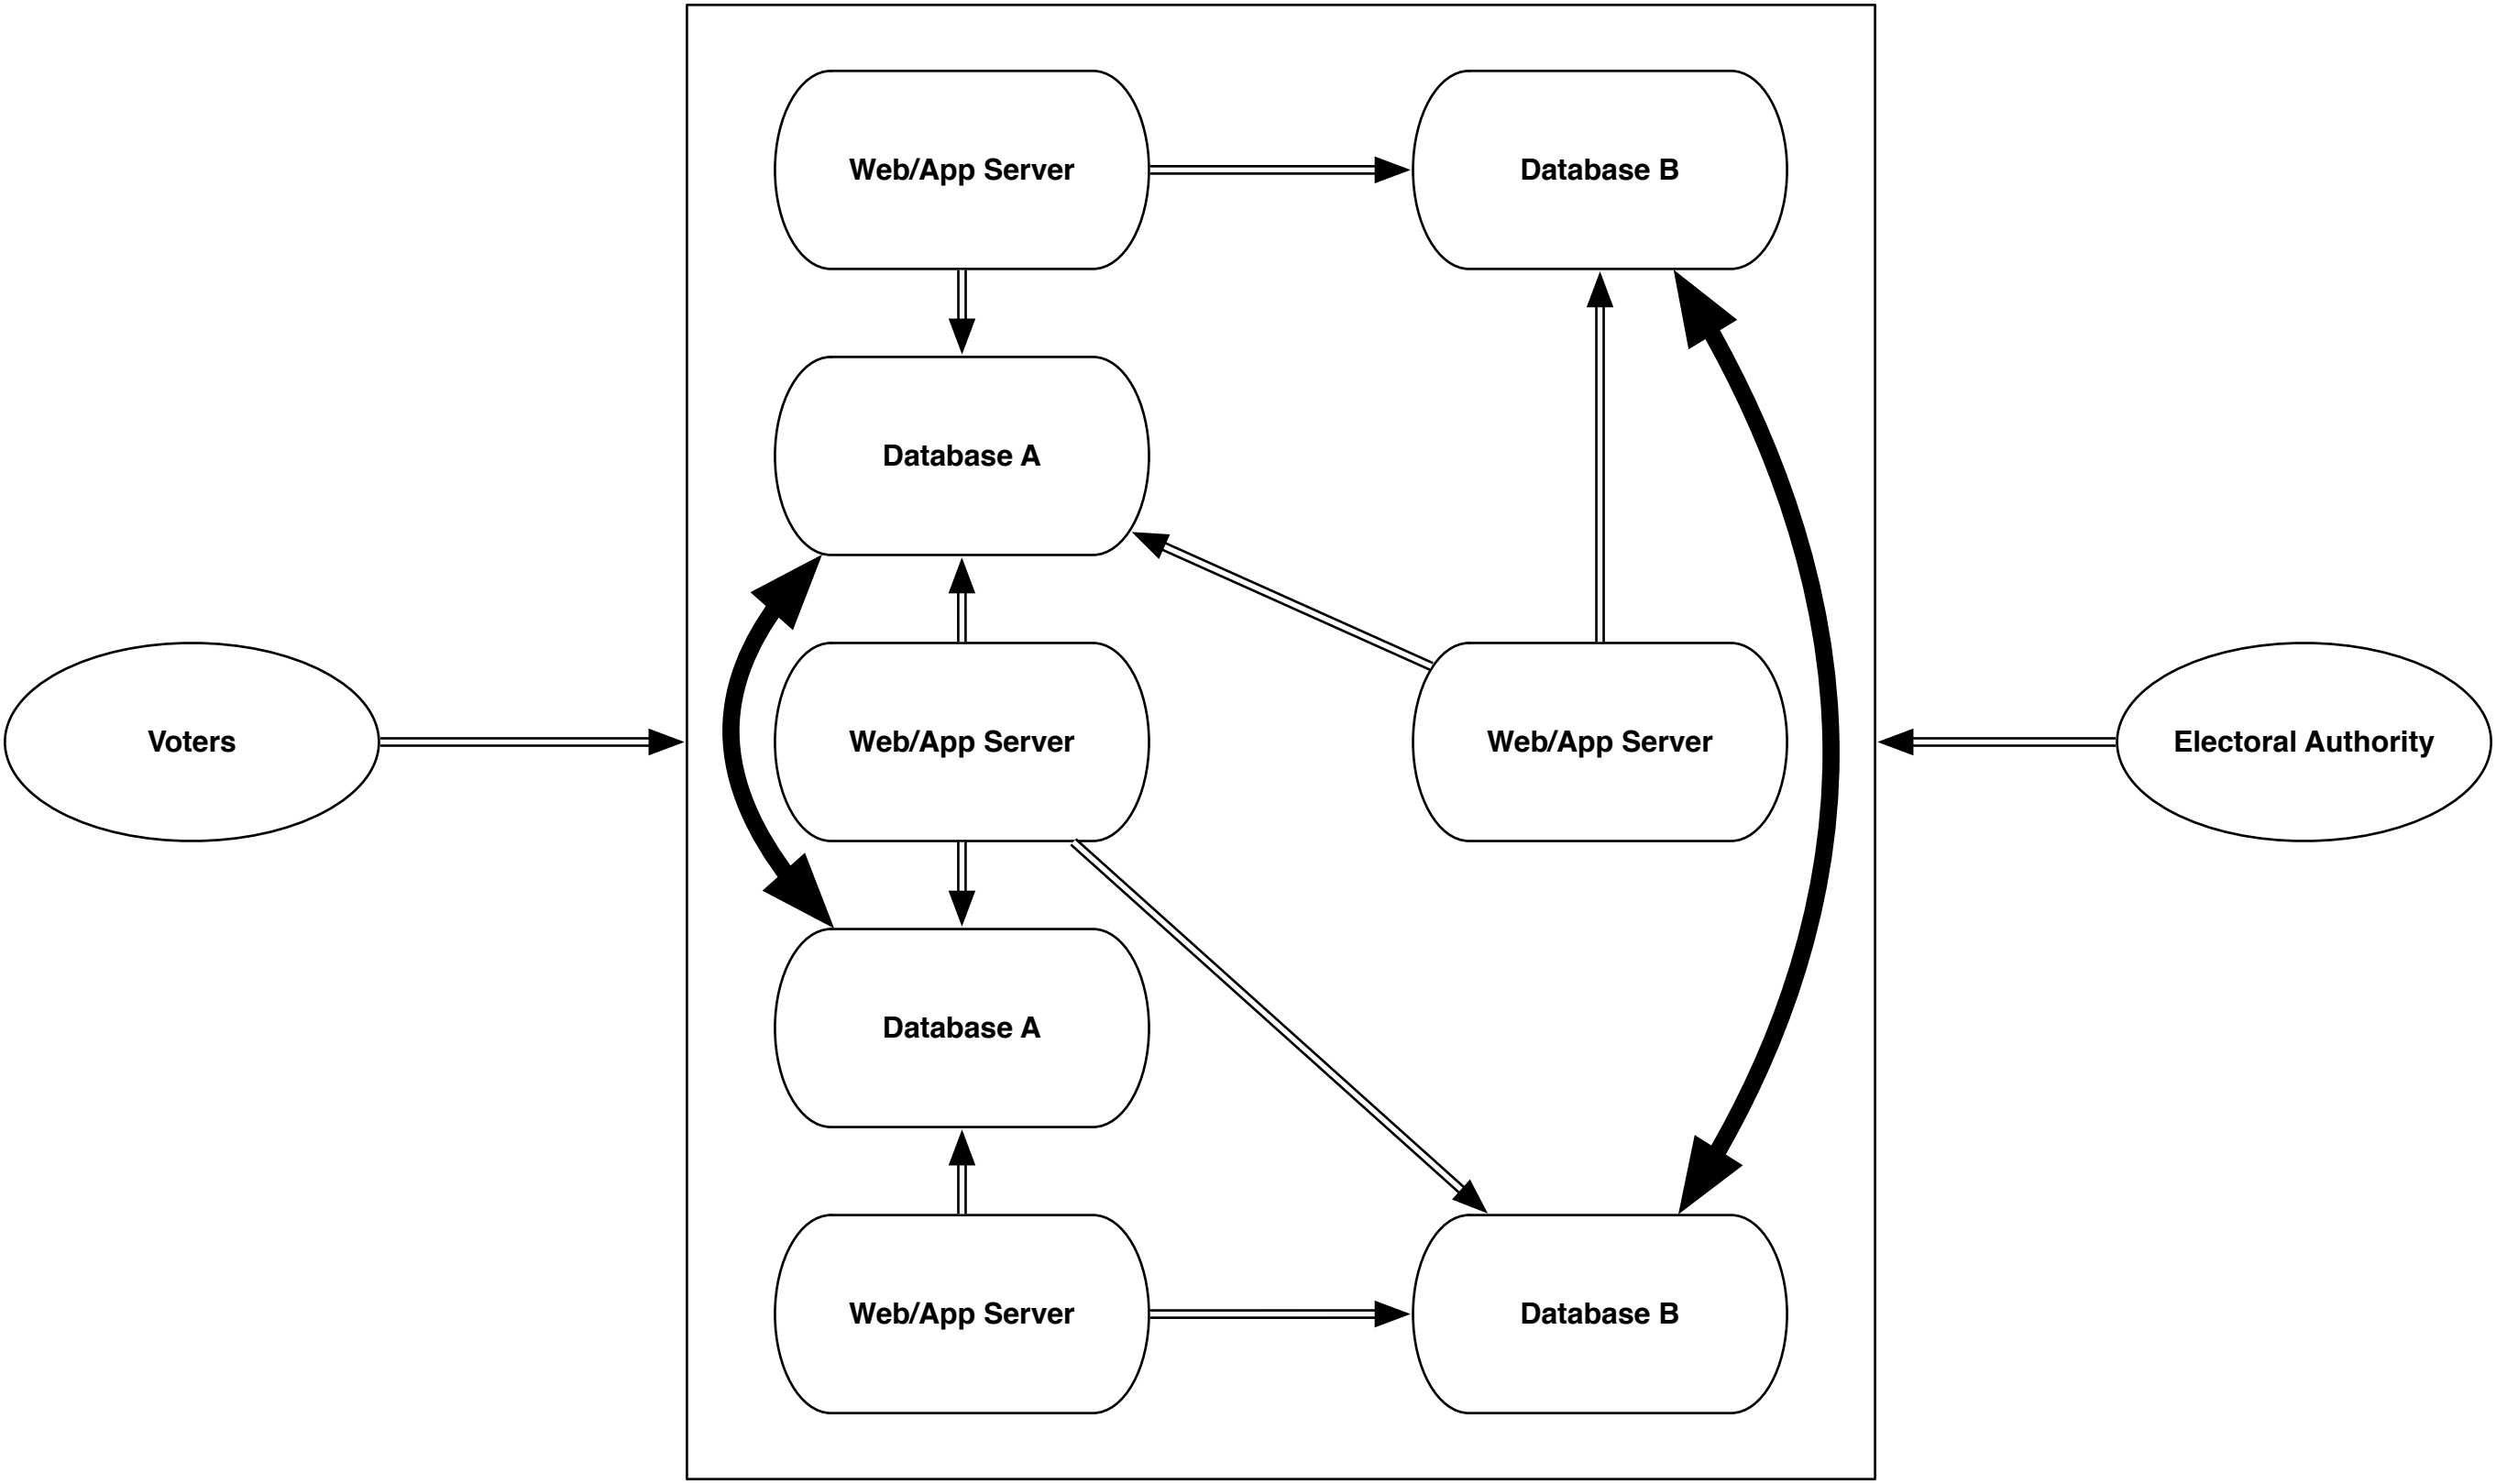 Web/App Server
Database B
Database A
Voters
Web/App Server
Web/App Server
Electoral Authority
Database A
Web/App Server
Database B